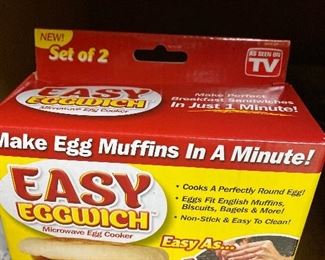 NEW!
Set of 2
AS SEEN ON
TV
EASY
EGGWICH
Microwave Egg Cooker
Make Perfect
Breakfast Sandwiches
In Just 1 Minute!
Make Egg Muffins In A Minute!
EASY
EGGWICH
Microwave Egg Cooker
• Cooks A Perfectly Round Egg!
• Eggs Fit English Muffins,
Biscuits, Bagels & More!
• Non-Stick & Easy To Clean!
Easy As...